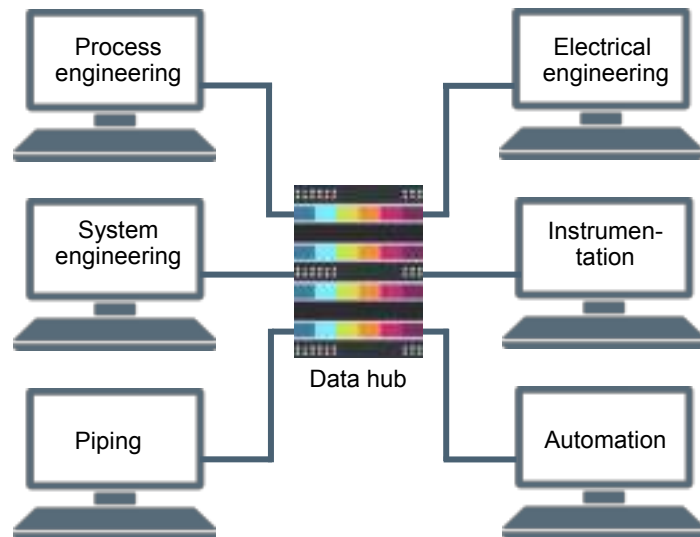 Process
engineering
Electrical
engineering
System
engineering
Instrumen-
tation
Data hub
Piping
Automation